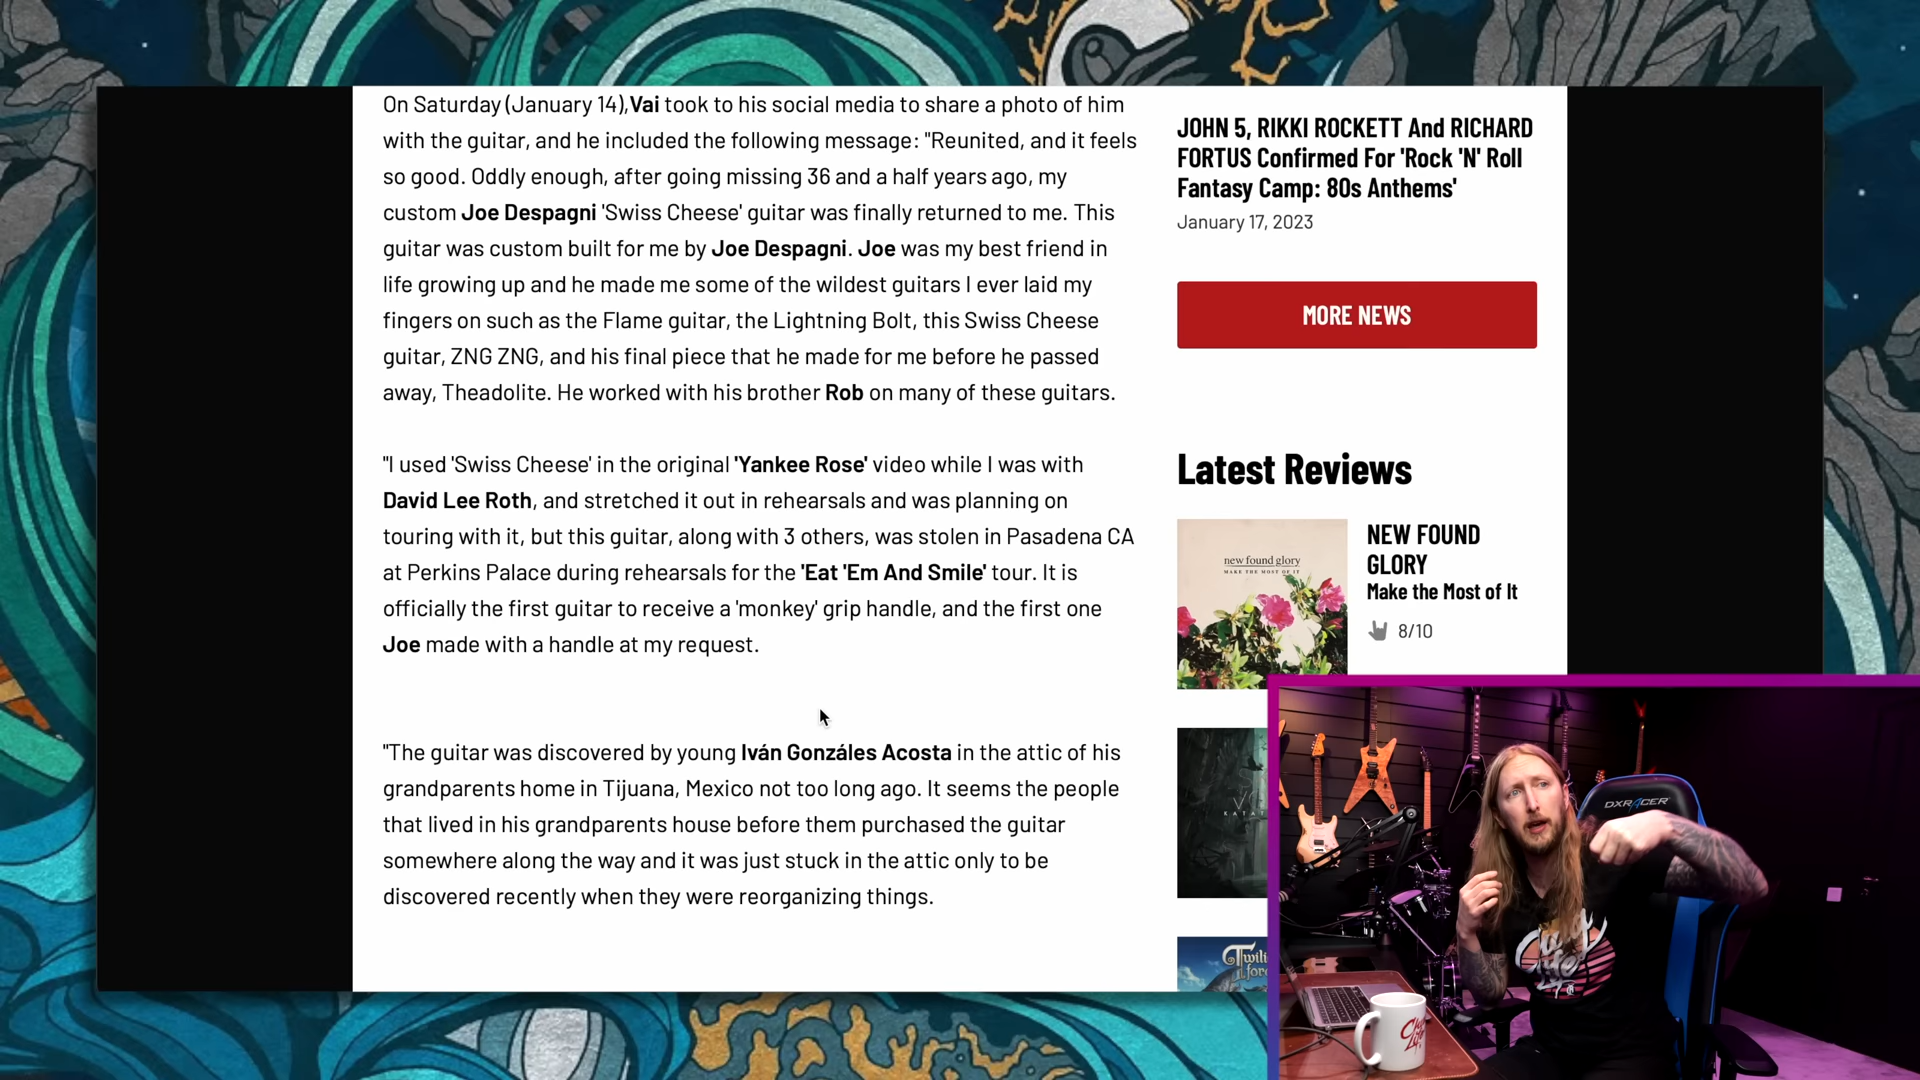 On Saturday (January 14),Vai took to his social media to share a photo of him
with the guitar, and he included the following message: "Reunited, and it feels
so good. Oddly enough, after going missing 36 and a half years ago, my
custom Joe Despagni 'Swiss Cheese' guitar was finally returned to me. This
guitar was custom built for me by Joe Despagni. Joe was my best friend in
life growing up and he made me some of the wildest guitars I ever laid my
fingers on such as the Flame guitar, the Lightning Bolt, this Swiss Cheese
guitar, ZNG ZNG, and his final piece that he made for me before he passed
away, Theadolite. He worked with his brother Rob on many of these guitars.
"I used 'Swiss Cheese' in the original 'Yankee Rose' video while I was with
David Lee Roth, and stretched it out in rehearsals and was planning on
touring with it, but this guitar, along with 3 others, was stolen in Pasadena CA
at Perkins Palace during rehearsals for the 'Eat 'Em And Smile' tour. It is
officially the first guitar to receive a 'monkey' grip handle, and the first one
Joe made with a handle at my request.
"The guitar was discovered by young Iván Gonzáles Acosta in the attic of his
grandparents home in Tijuana, Mexico not too long ago. It seems the people
that lived in his grandparents house before them purchased the guitar
somewhere along the way and it was just stuck in the attic only to be
discovered recently when they were reorganizing things.
JOHN 5, RIKKI ROCKETT And RICHARD
FORTUS Confirmed For 'Rock 'N' Roll
Fantasy Camp: 80s Anthems'
January 17, 2023
MORE NEWS
Latest Reviews
new found glory
MAKE THE MOST OF IT
NEW FOUND
GLORY
Make the Most of It
8/10
DXRACER